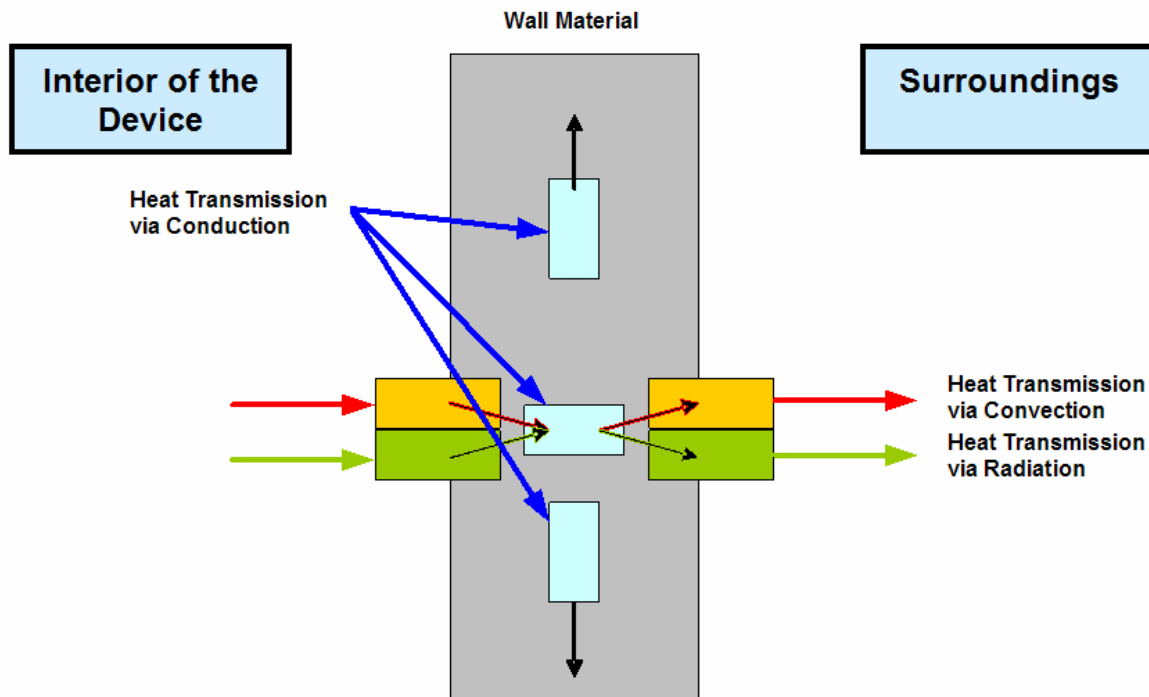 Wall Material
Interior of the
Device
Surroundings
Heat Transmission
via Conduction
Heat Transmission
via Convection
Heat Transmission
via Radiation